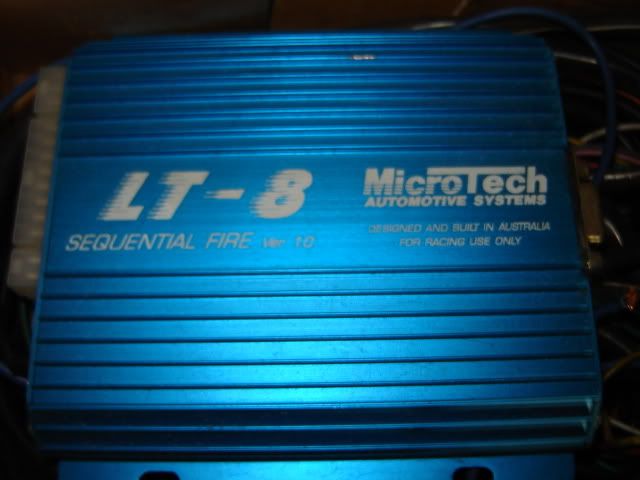 LT-8
SEQUENTIAL FIRE Ver 10
MicroTech
AUTOMOTIVE SYSTEMS
DESIGNED AND BUILT IN AUSTRALIA
FOR RACING USE ONLY